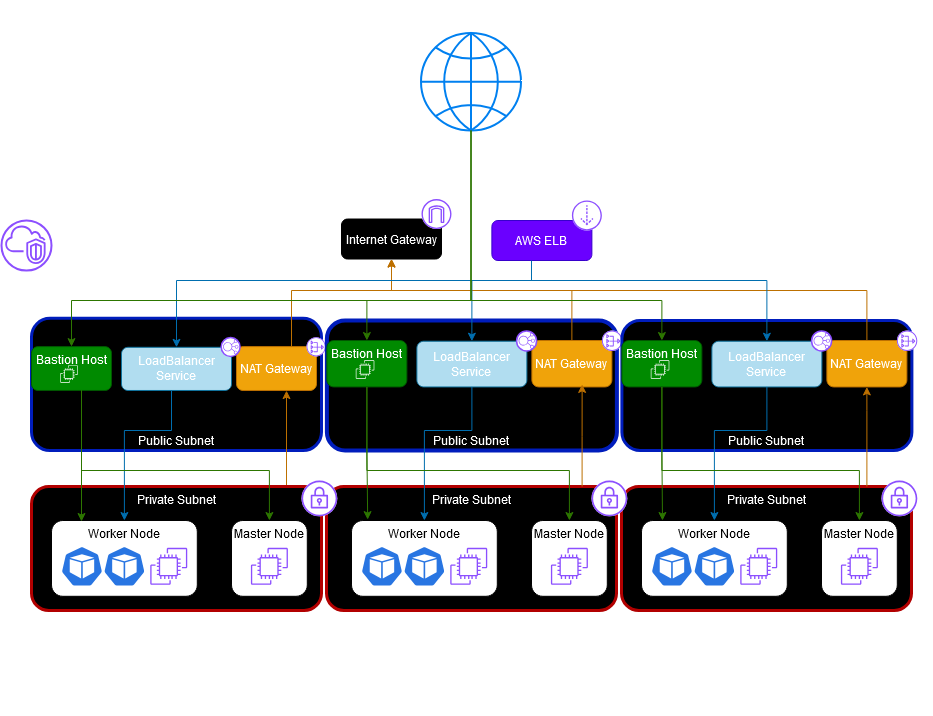 Internet Gateway
AWS ELB
Bastion Host
LoadBalancer
Service
NAT Gateway
Public Subnet
Bastion Host
LoadBalancer
Service
NAT Gateway
Public Subnet
Bastion Host
LoadBalancer
Service
NAT Gateway
Public Subnet
Private Subnet
Worker Node
Master Node
Private Subnet
Worker Node
Master Node
Private Subnet
Worker Node
Master Node